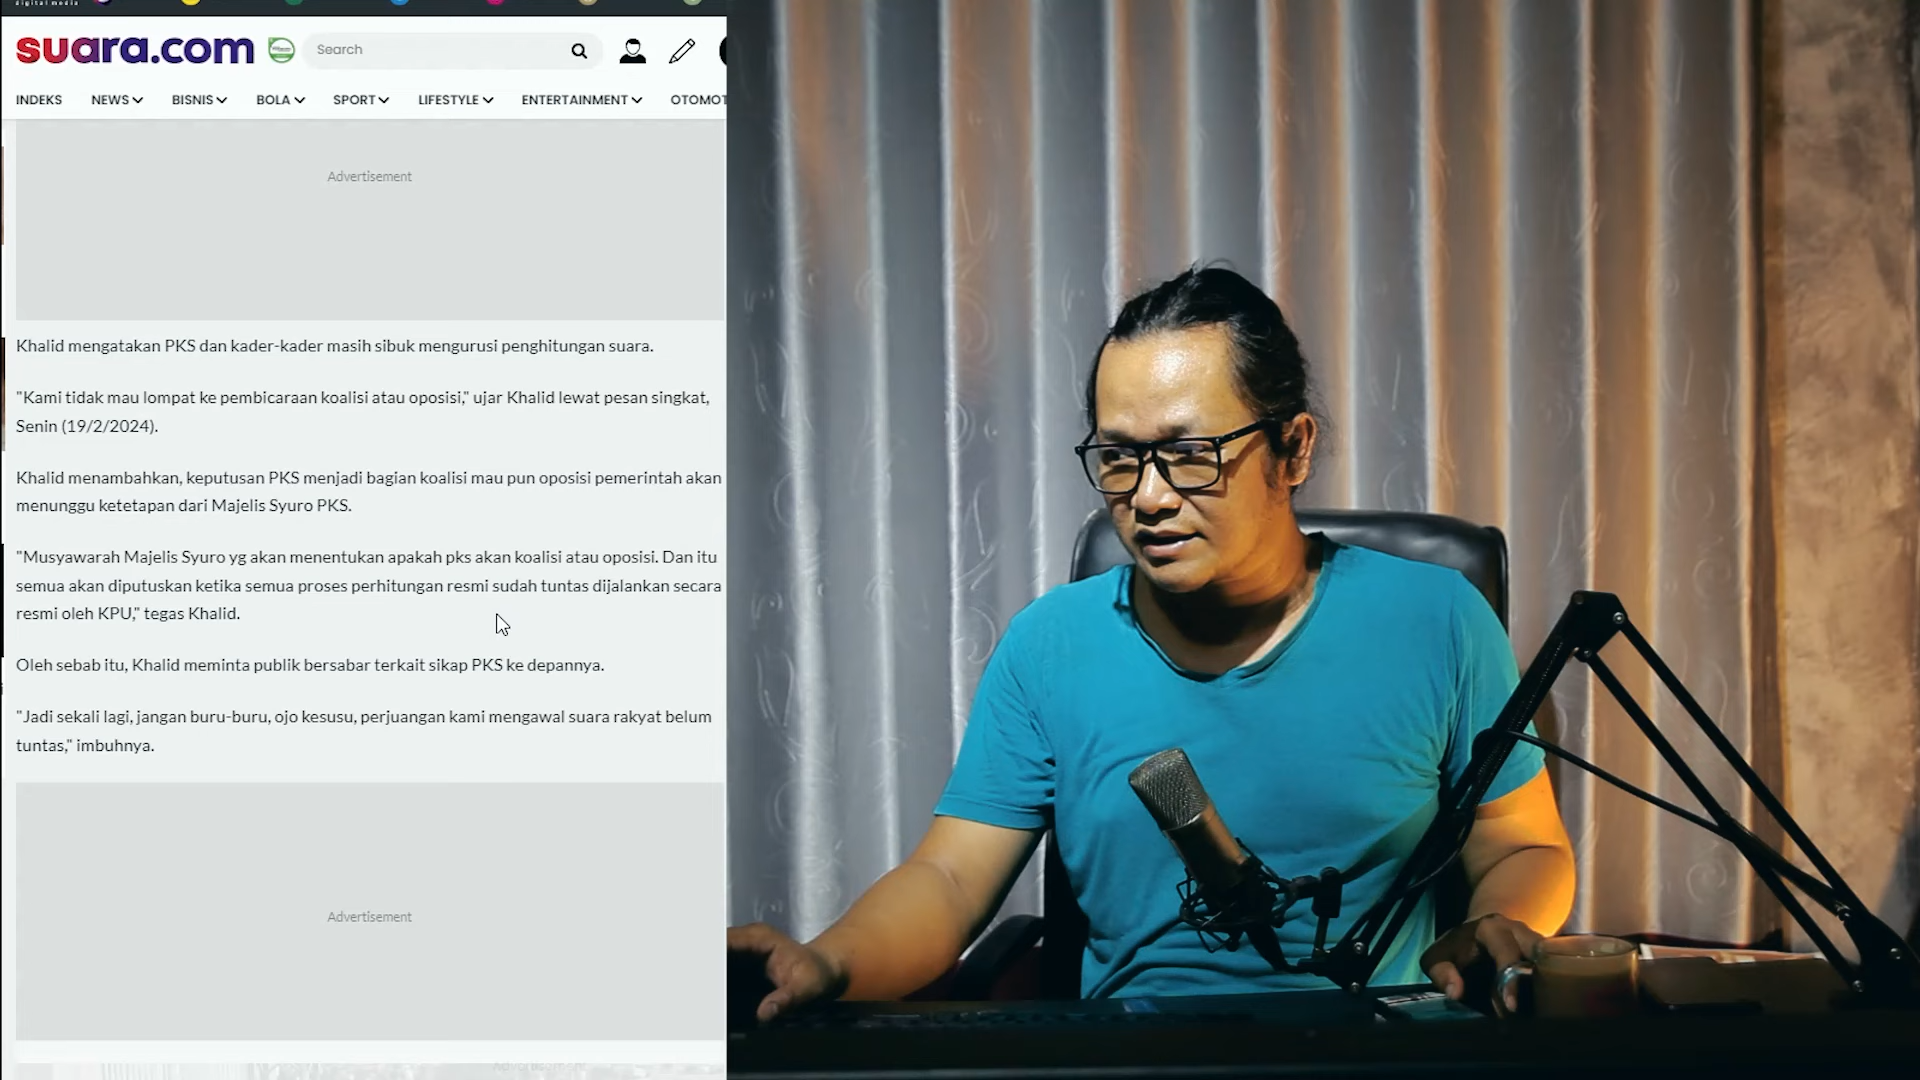 digital media
suara.com
Search
INDEKS NEWS BISNIS BOLA SPORT LIFESTYLE ENTERTAINMENT OTOMOT
Advertisement
Khalid mengatakan PKS dan kader-kader masih sibuk mengurusi penghitungan suara.
"Kami tidak mau lompat ke pembicaraan koalisi atau oposisi," ujar Khalid lewat pesan singkat,
Senin (19/2/2024).
Khalid menambahkan, keputusan PKS menjadi bagian koalisi mau pun oposisi pemerintah akan
menunggu ketetapan dari Majelis Syuro PKS.
"Musyawarah Majelis Syuro yg akan menentukan apakah pks akan koalisi atau oposisi. Dan itu
semua akan diputuskan ketika semua proses perhitungan resmi sudah tuntas dijalankan secara
resmi oleh KPU," tegas Khalid.
Oleh sebab itu, Khalid meminta publik bersabar terkait sikap PKS ke depannya.
"Jadi sekali lagi, jangan buru-buru, ojo kesusu, perjuangan kami mengawal suara rakyat belum
tuntas," imbuhnya.
Advertisement
Advertisement